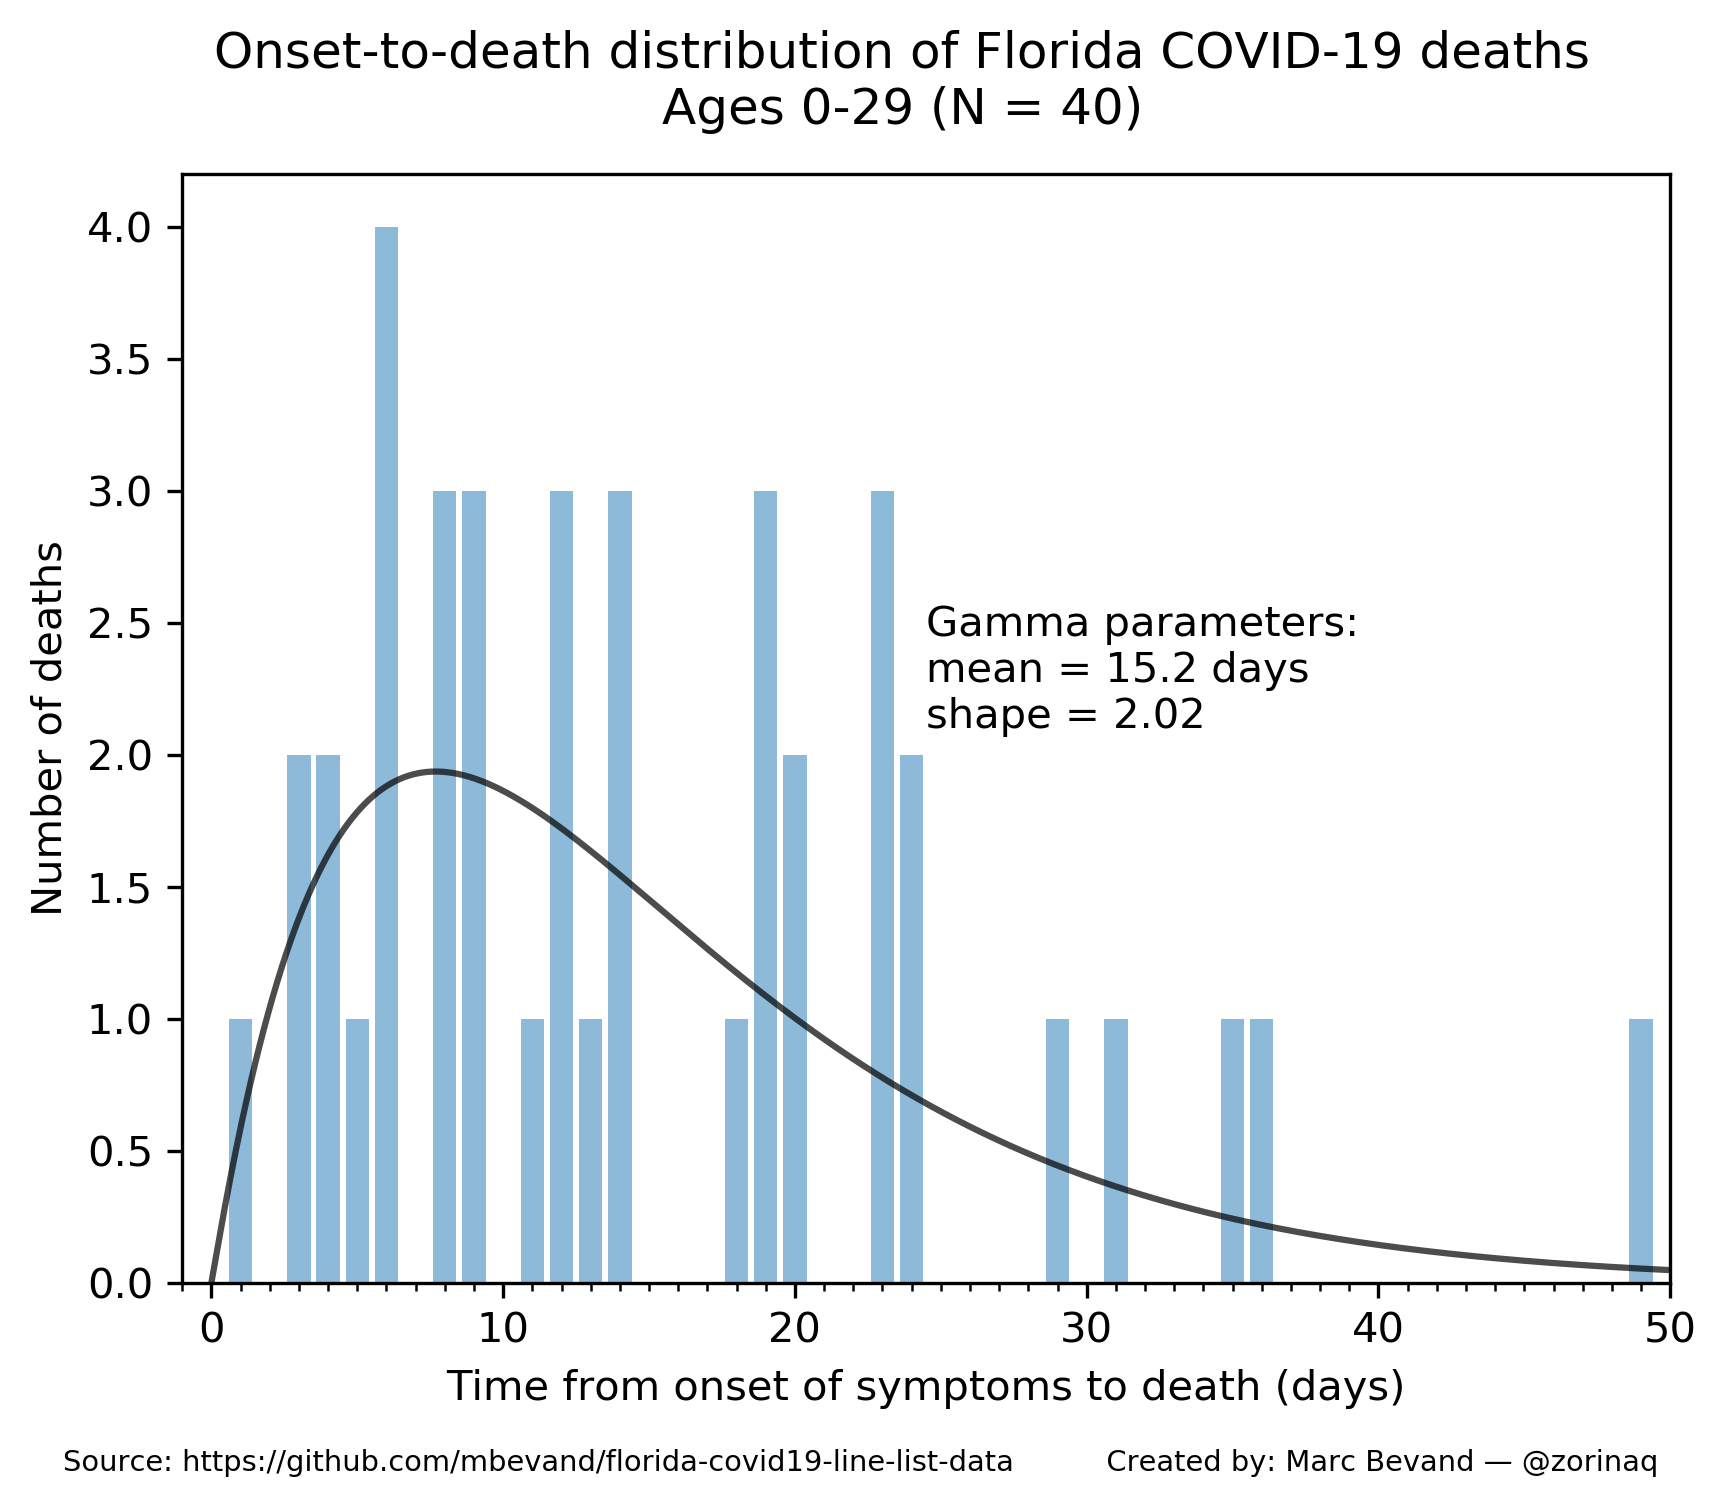 Onset-to-death distribution of Florida COVID-19 deaths
Ages 0-29 (N = 40)
4.0
3.5
3.0
2.5
2.0
1.5
1.0
0.5
0.0
Number of deaths
Gamma parameters:
mean = 15.2 days
shape = 2.02
0 10 20 30 40 50
Time from onset of symptoms to death (days)
Source: https://github.com/mbevand/florida-covid19-line-list-data Created by: Marc Bevand — @zorinaq